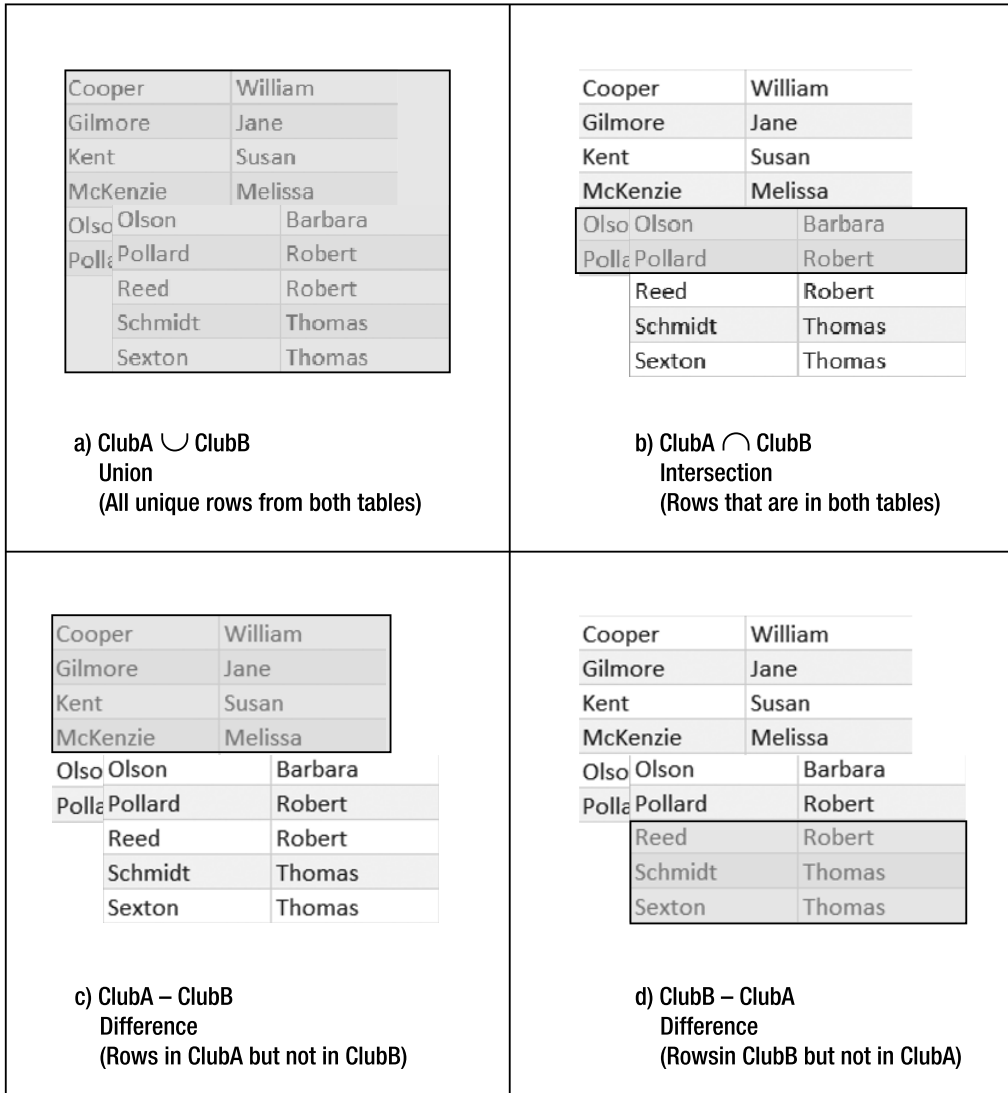 Cooper William
Gilmore Jane
Kent Susan
McKenzie Melissa
Olso Olson Barbara
Polla Pollard Robert
Reed Robert
Schmidt Thomas
Sexton Thomas
a) ClubA ∪ ClubB
Union
(All unique rows from both tables)
Cooper William
Gilmore Jane
Kent Susan
McKenzie Melissa
Olso Olson Barbara
Polla Pollard Robert
Reed Robert
Schmidt Thomas
Sexton Thomas
b) ClubA ∩ ClubB
Intersection
(Rows that are in both tables)
Cooper William
Gilmore Jane
Kent Susan
McKenzie Melissa
Olso Olson Barbara
Polla Pollard Robert
Reed Robert
Schmidt Thomas
Sexton Thomas
c) ClubA – ClubB
Difference
(Rows in ClubA but not in ClubB)
Cooper William
Gilmore Jane
Kent Susan
McKenzie Melissa
Olso Olson Barbara
Polla Pollard Robert
Reed Robert
Schmidt Thomas
Sexton Thomas
d) ClubB – ClubA
Difference
(Rowsin ClubB but not in ClubA)